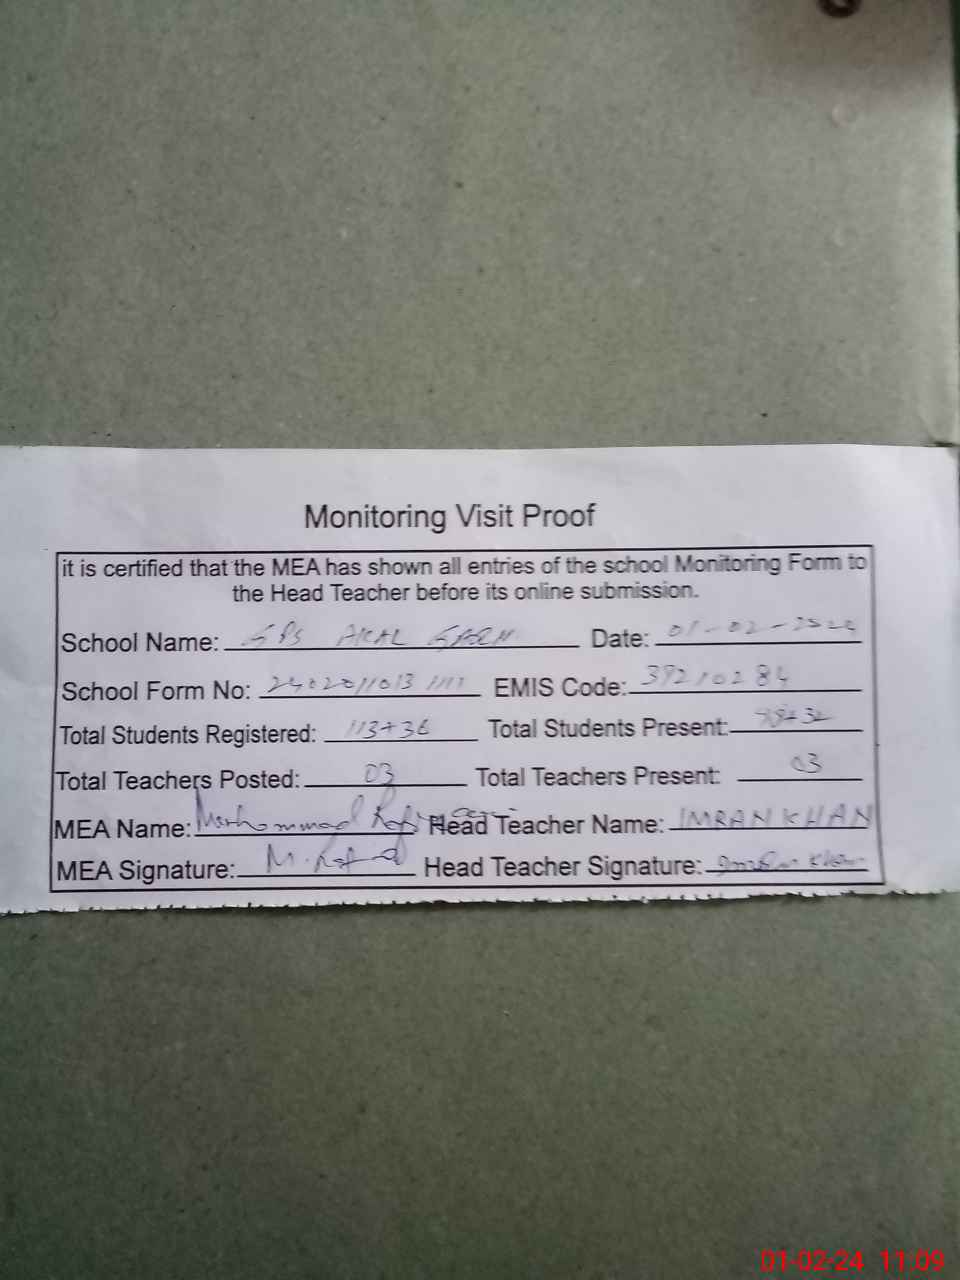 Monitoring Visit Proof
it is certified that the MEA has shown all entries of the school Monitoring Form to
the Head Teacher before its online submission.
School Name: GPS AKAL GARH Date: 01-02-2024
School Form No: EMIS Code: 39210284
Total Students Registered: 113+36 Total Students Present:
Total Teachers Posted: 03 Total Teachers Present: 03
MEA Name: Muhammad Head Teacher Name: IMRAN KHAN
MEA Signature: Head Teacher Signature: Imran Khan
01-02-24 11:09